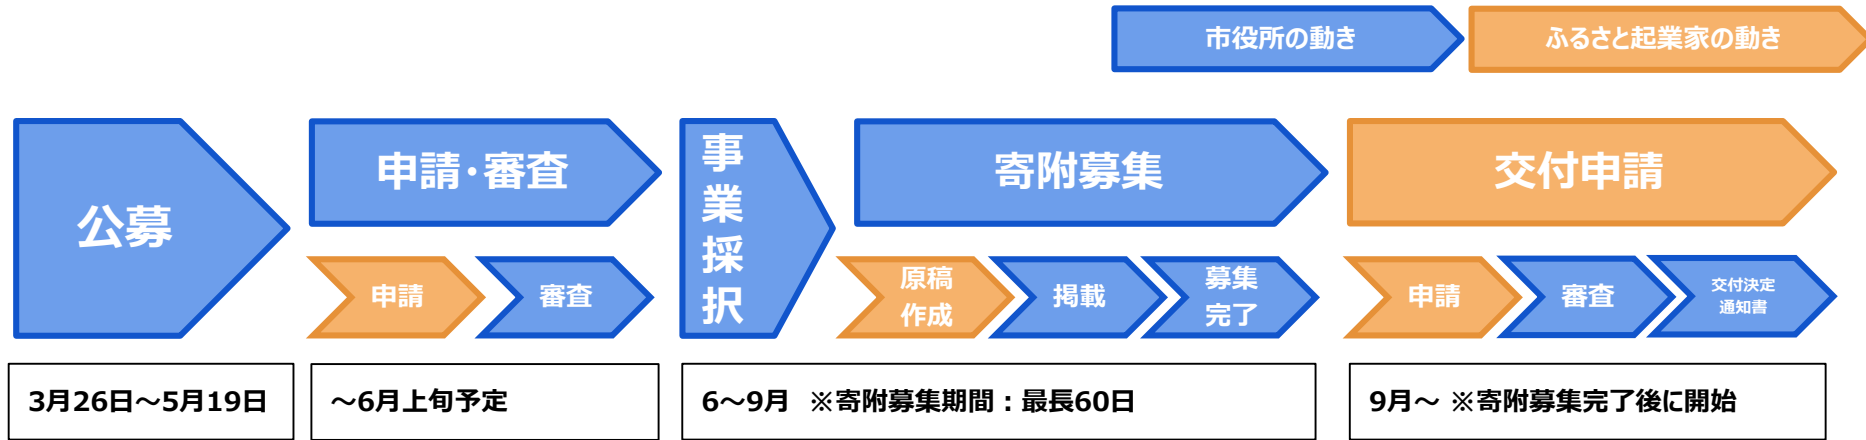 市役所の動き
ふるさと起業家の動き
公募
申請・審査
申請
審査
事業採択
寄附募集
原稿
作成
掲載
募集
完了
交付申請
申請
審査
交付決定
通知書
3月26日～5月19日
～6月上旬予定
6～9月 ※寄附募集期間：最長60日
9月～ ※寄附募集完了後に開始